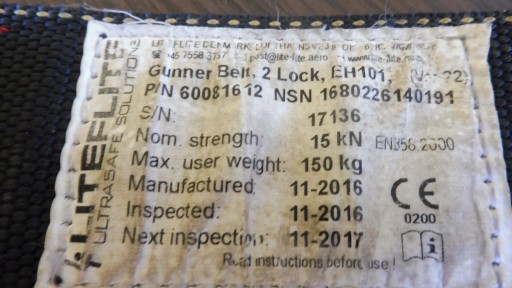 LITEFLITE
ULTRASAFE SOLUTIONS
Gunner Belt, 2 Lock, EH101,
P/N 60081612 NSN 1680226140191
S/N: 17136
Nom. strength: 15 kN EN358:2000
Max. user weight: 150 kg
Manufactured: 11-2016
Inspected: 11-2016
Next inspection: 11-2017
CE
0200
i
Read instructions before use!